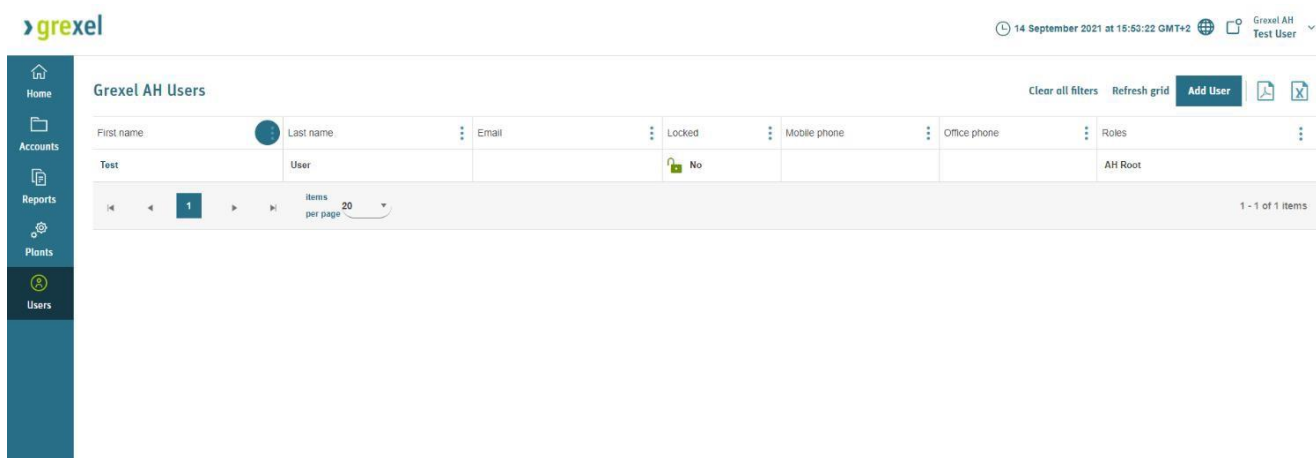 grexel
14 September 2021 at 15:53:22 GMT+2
Grexel AH
Test User
Home
Accounts
Reports
Plants
Users
Grexel AH Users
Clear all filters Refresh grid Add User
First name Last name Email Locked Mobile phone Office phone Roles
Test User No AH Root
1 items per page 20 1 - 1 of 1 items